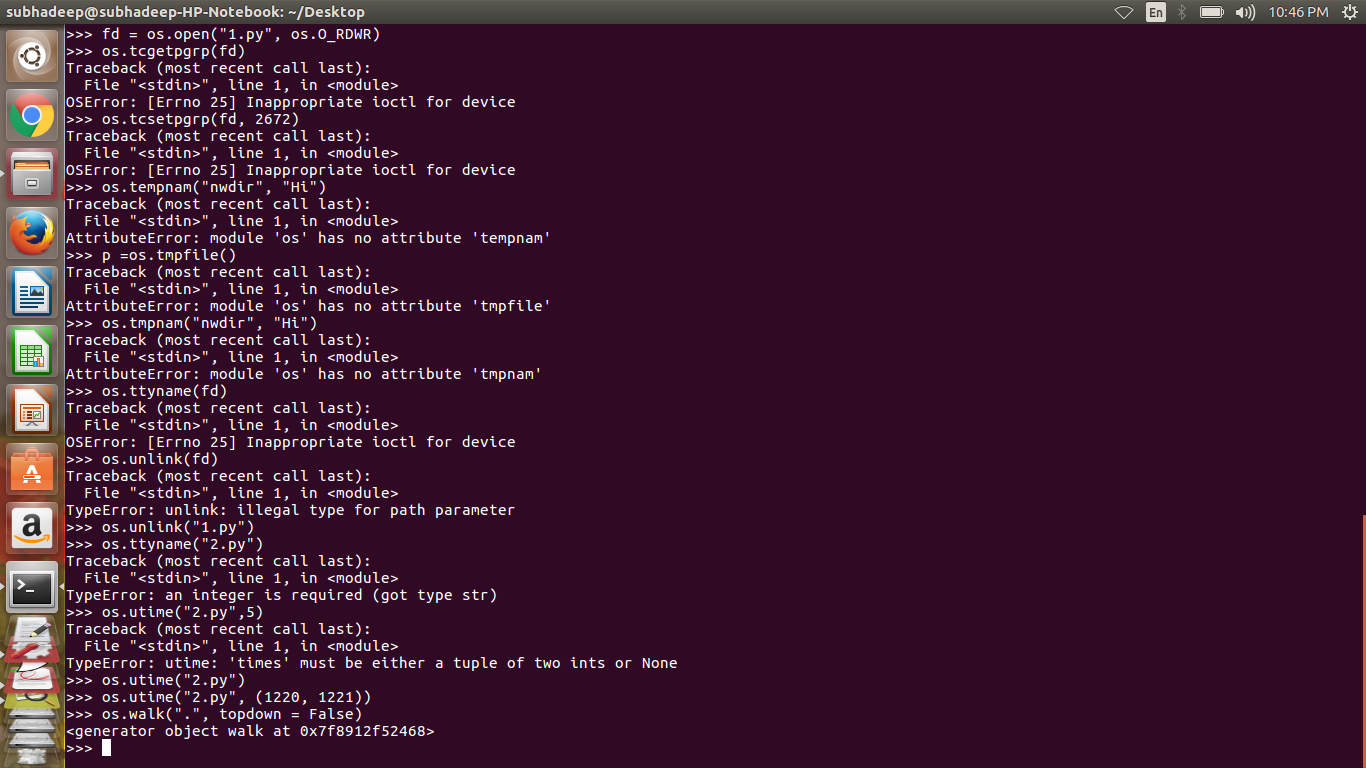 subhadeep@subhadeep-HP-Notebook: ~/Desktop
En
10:46 PM
>>> fd = os.open("1.py", os.O_RDWR)
>>> os.tcgetpgrp(fd)
Traceback (most recent call last):
  File "<stdin>", line 1, in <module>
OSError: [Errno 25] Inappropriate ioctl for device
>>> os.tcsetpgrp(fd, 2672)
Traceback (most recent call last):
  File "<stdin>", line 1, in <module>
OSError: [Errno 25] Inappropriate ioctl for device
>>> os.tempnam("nwdir", "Hi")
Traceback (most recent call last):
  File "<stdin>", line 1, in <module>
AttributeError: module 'os' has no attribute 'tempnam'
>>> p =os.tmpfile()
Traceback (most recent call last):
  File "<stdin>", line 1, in <module>
AttributeError: module 'os' has no attribute 'tmpfile'
>>> os.tmpnam("nwdir", "Hi")
Traceback (most recent call last):
  File "<stdin>", line 1, in <module>
AttributeError: module 'os' has no attribute 'tmpnam'
>>> os.ttyname(fd)
Traceback (most recent call last):
  File "<stdin>", line 1, in <module>
OSError: [Errno 25] Inappropriate ioctl for device
>>> os.unlink(fd)
Traceback (most recent call last):
  File "<stdin>", line 1, in <module>
TypeError: unlink: illegal type for path parameter
>>> os.unlink("1.py")
>>> os.ttyname("2.py")
Traceback (most recent call last):
  File "<stdin>", line 1, in <module>
TypeError: an integer is required (got type str)
>>> os.utime("2.py",5)
Traceback (most recent call last):
  File "<stdin>", line 1, in <module>
TypeError: utime: 'times' must be either a tuple of two ints or None
>>> os.utime("2.py")
>>> os.utime("2.py", (1220, 1221))
>>> os.walk(".", topdown = False)
<generator object walk at 0x7f8912f52468>
>>>